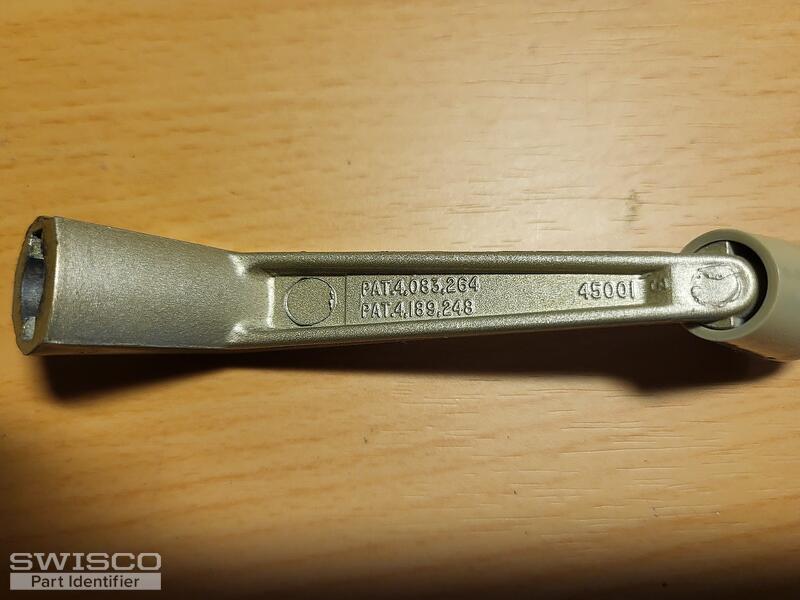 PAT.4,083,264
PAT.4,189,248
45001
SWISCO
Part Identifier